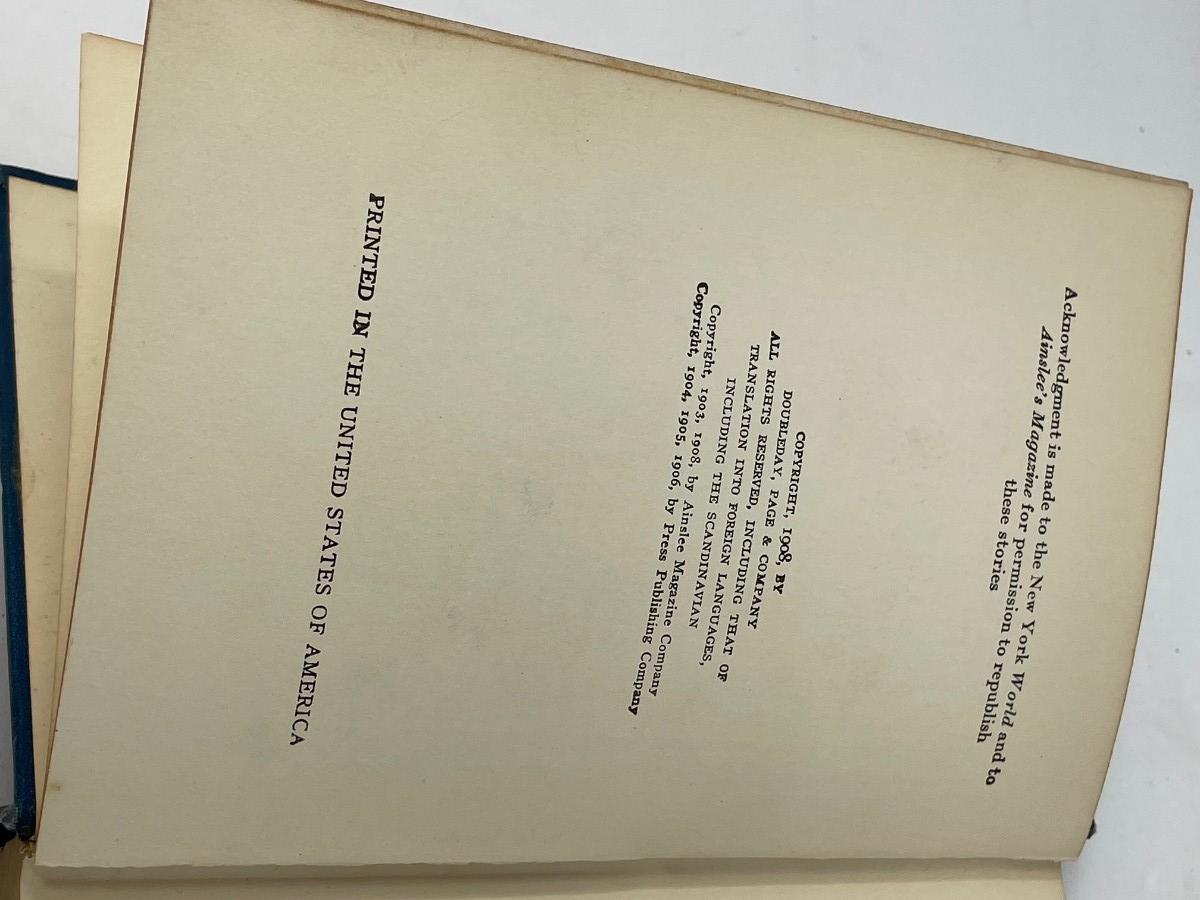 Acknowledgment is made to the New York World and to
Ainslee's Magazine for permission to republish
these stories
COPYRIGHT, 1908, BY
DOUBLEDAY, PAGE & COMPANY
ALL RIGHTS RESERVED, INCLUDING THAT OF
TRANSLATION INTO FOREIGN LANGUAGES,
INCLUDING THE SCANDINAVIAN
Copyright, 1903, 1908, by Ainslee Magazine Company
Copyright, 1904, 1905, 1906, by Press Publishing Company
PRINTED IN THE UNITED STATES OF AMERICA